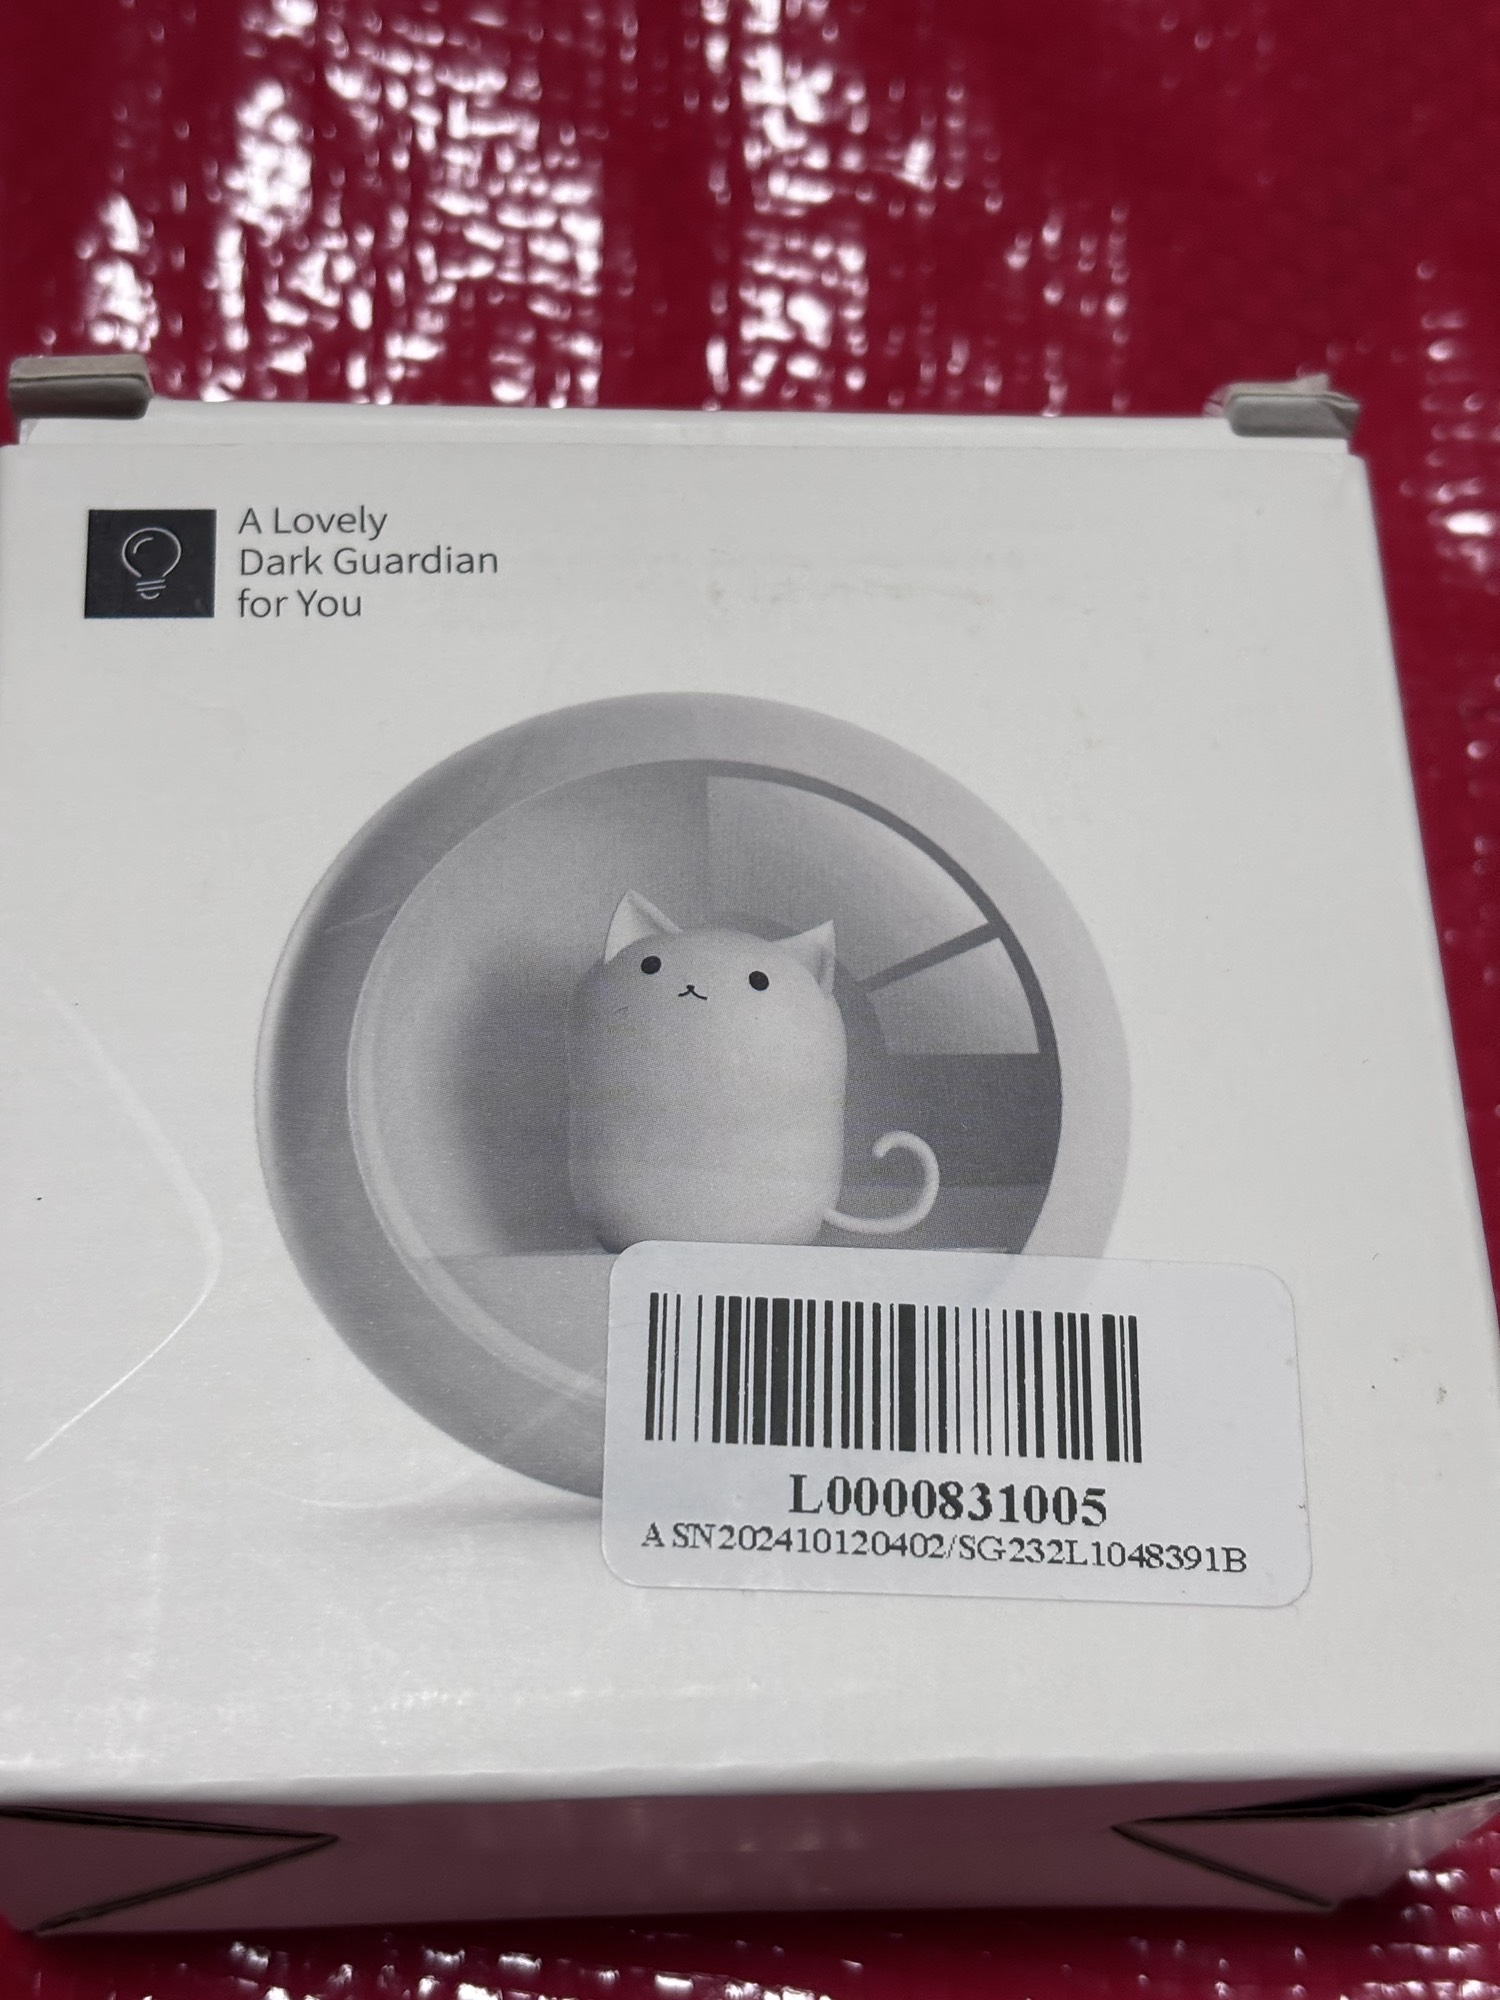 A Lovely
Dark Guardian
for You
L0000831005
A SN202410120402/SG232L1048391B